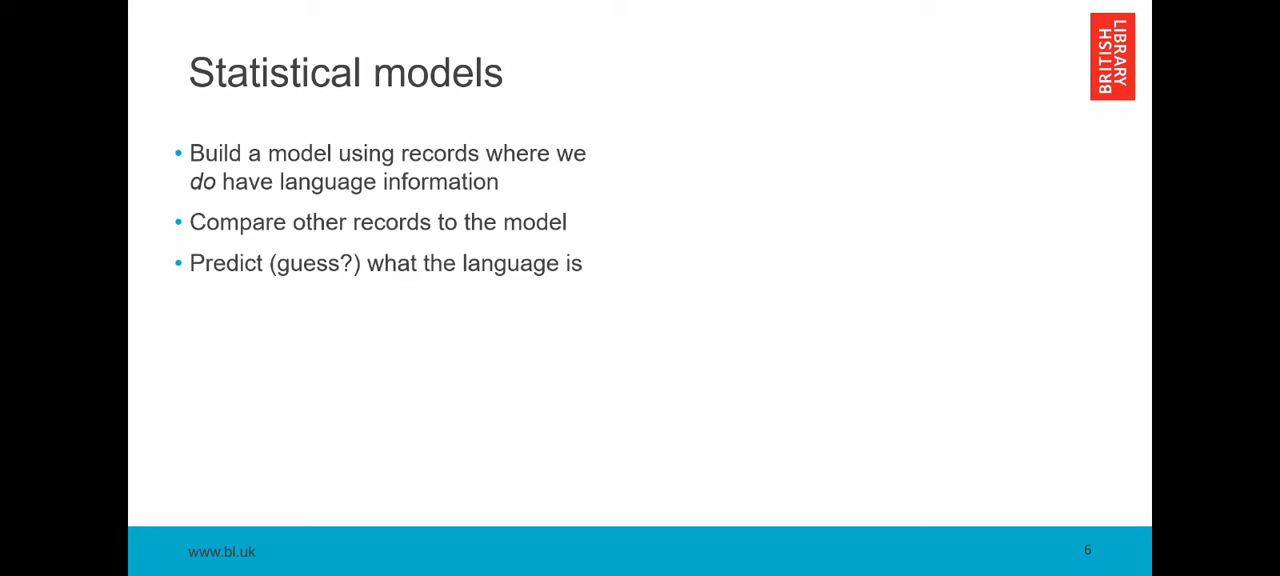 Statistical models
LIBRARY
BRITISH
• Build a model using records where we
do have language information
• Compare other records to the model
• Predict (guess?) what the language is
www.bl.uk
6